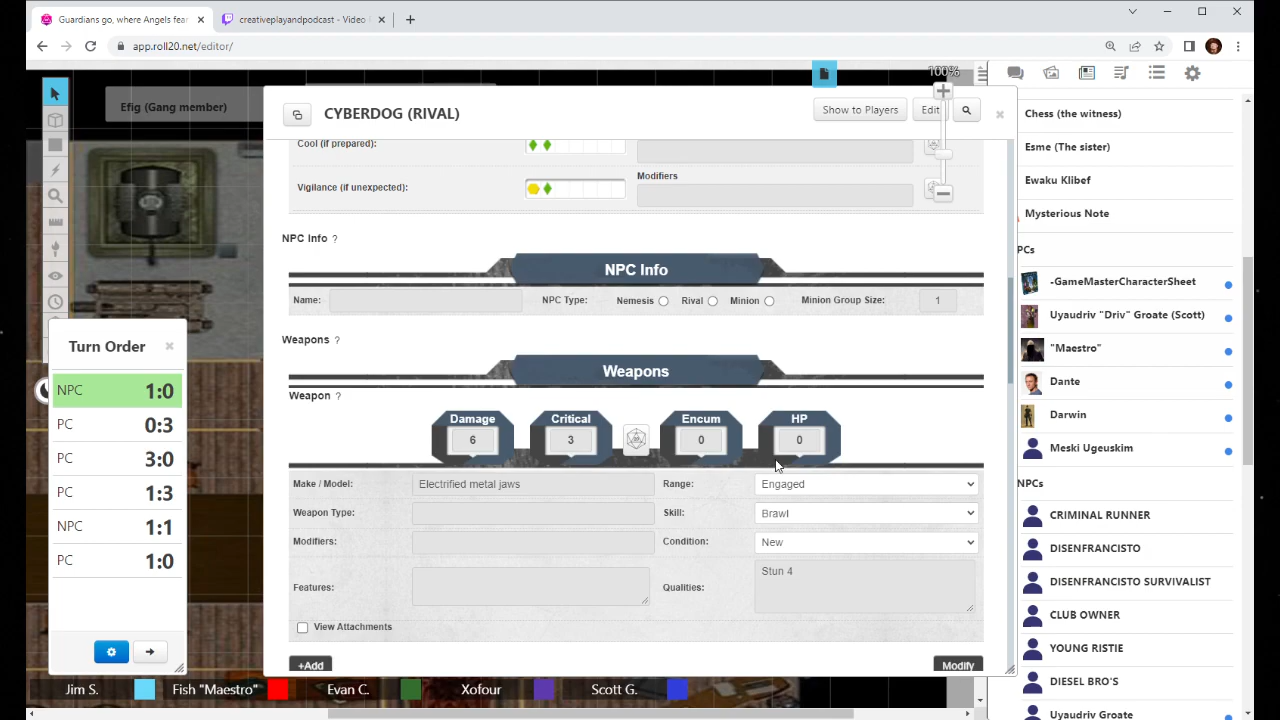 Guardians go, where Angels fear
creativeplayandpodcast - Video
app.roll20.net/editor/
100%
Efig (Gang member)
CYBERDOG (RIVAL)
Show to Players
Edit
Cool (if prepared):
Modifiers
Vigilance (if unexpected):
NPC Info ?
NPC Info
Name:
NPC Type:
Nemesis
Rival
Minion
Minion Group Size:
1
Weapons ?
Weapons
Weapon ?
Damage
6
Critical
3
Encum
0
HP
0
Make / Model:
Electrified metal jaws
Range:
Engaged
Weapon Type:
Skill:
Brawl
Modifiers:
Condition:
New
Features:
Qualities:
Stun 4
View Attachments
+Add
Modify
Turn Order
NPC 1:0
PC 0:3
PC 3:0
PC 1:3
NPC 1:1
PC 1:0
Jim S.
Fish "Maestro"
Evan C.
Xofour
Scott G.
Chess (the witness)
Esme (The sister)
Ewaku Klibef
Mysterious Note
PCs
-GameMasterCharacterSheet
Uyaudriv "Driv" Groate (Scott)
"Maestro"
Dante
Darwin
Meski Ugeuskim
NPCs
CRIMINAL RUNNER
DISENFRANCISTO
DISENFRANCISTO SURVIVALIST
CLUB OWNER
YOUNG RISTIE
DIESEL BRO'S
Uyaudriv Groate